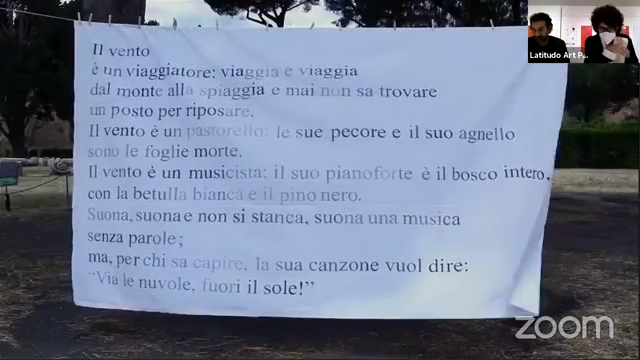 Il vento
è un viaggiatore: viaggia e viaggia
dal monte alla spiaggia e mai non sa trovare
un posto per riposare.
Il vento è un pastorello: le sue pecore e il suo agnello
sono le foglie morte.
Il vento è un musicista: il suo pianoforte è il bosco intero,
con la betulla bianca e il pino nero.
Suona, suona e non si stanca, suona una musica
senza parole;
ma, per chi sa capire, la sua canzone vuol dire:
“Via le nuvole, fuori il sole!”
Latitudo Art P...
zoom